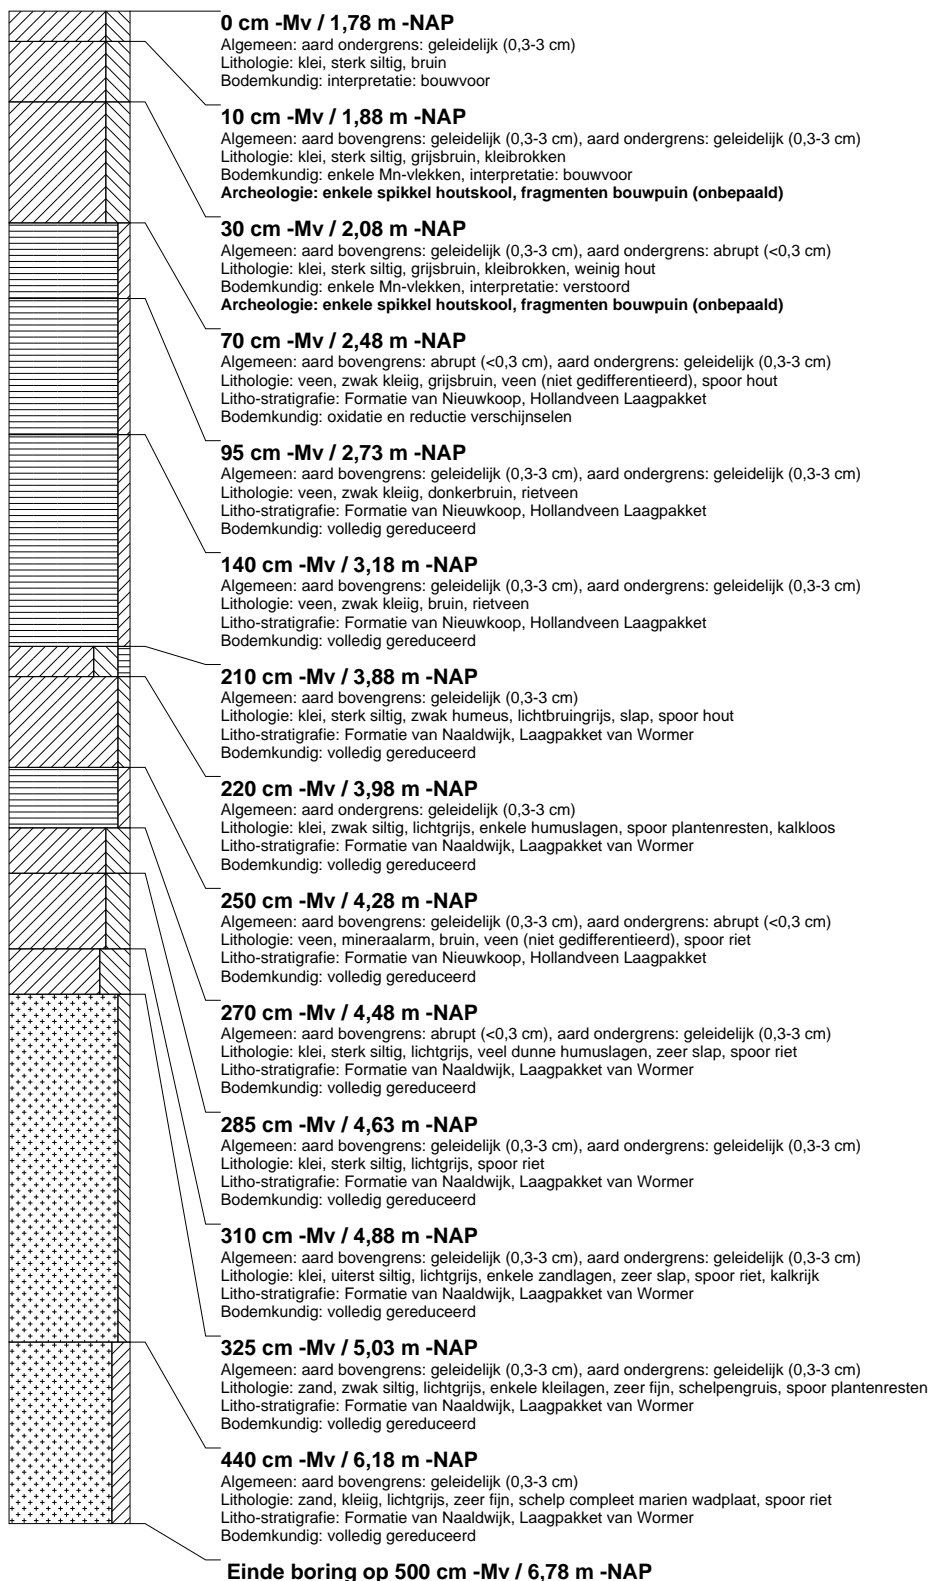 0 cm -Mv / 1,78 m -NAP
Algemeen: aard ondergrens: geleidelijk (0,3-3 cm)
Lithologie: klei, sterk siltig, bruin
Bodemkundig: interpretatie: bouwvoor
10 cm -Mv / 1,88 m -NAP
Algemeen: aard bovengrens: geleidelijk (0,3-3 cm), aard ondergrens: geleidelijk (0,3-3 cm)
Lithologie: klei, sterk siltig, grijsbruin, kleibrokken
Bodemkundig: enkele Mn-vlekken, interpretatie: bouwvoor
Archeologie: enkele spikkel houtskool, fragmenten bouwpuin (onbepaald)
30 cm -Mv / 2,08 m -NAP
Algemeen: aard bovengrens: geleidelijk (0,3-3 cm), aard ondergrens: abrupt (<0,3 cm)
Lithologie: klei, sterk siltig, grijsbruin, kleibrokken, weinig hout
Bodemkundig: enkele Mn-vlekken, interpretatie: verstoord
Archeologie: enkele spikkel houtskool, fragmenten bouwpuin (onbepaald)
70 cm -Mv / 2,48 m -NAP
Algemeen: aard bovengrens: abrupt (<0,3 cm), aard ondergrens: geleidelijk (0,3-3 cm)
Lithologie: veen, zwak kleiig, grijsbruin, veen (niet gedifferentieerd), spoor hout
Litho-stratigrafie: Formatie van Nieuwkoop, Hollandveen Laagpakket
Bodemkundig: oxidatie en reductie verschijnselen
95 cm -Mv / 2,73 m -NAP
Algemeen: aard bovengrens: geleidelijk (0,3-3 cm), aard ondergrens: geleidelijk (0,3-3 cm)
Lithologie: veen, zwak kleiig, donkerbruin, rietveen
Litho-stratigrafie: Formatie van Nieuwkoop, Hollandveen Laagpakket
Bodemkundig: volledig gereduceerd
140 cm -Mv / 3,18 m -NAP
Algemeen: aard bovengrens: geleidelijk (0,3-3 cm), aard ondergrens: geleidelijk (0,3-3 cm)
Lithologie: veen, zwak kleiig, bruin, rietveen
Litho-stratigrafie: Formatie van Nieuwkoop, Hollandveen Laagpakket
Bodemkundig: volledig gereduceerd
210 cm -Mv / 3,88 m -NAP
Algemeen: aard bovengrens: geleidelijk (0,3-3 cm)
Lithologie: klei, sterk siltig, zwak humeus, lichtbruingrijs, slap, spoor hout
Litho-stratigrafie: Formatie van Naaldwijk, Laagpakket van Wormer
Bodemkundig: volledig gereduceerd
220 cm -Mv / 3,98 m -NAP
Algemeen: aard ondergrens: geleidelijk (0,3-3 cm)
Lithologie: klei, zwak siltig, lichtgrijs, enkele humuslagen, spoor plantenresten, kalkloos
Litho-stratigrafie: Formatie van Naaldwijk, Laagpakket van Wormer
Bodemkundig: volledig gereduceerd
250 cm -Mv / 4,28 m -NAP
Algemeen: aard bovengrens: geleidelijk (0,3-3 cm), aard ondergrens: abrupt (<0,3 cm)
Lithologie: veen, mineraalarm, bruin, veen (niet gedifferentieerd), spoor riet
Litho-stratigrafie: Formatie van Nieuwkoop, Hollandveen Laagpakket
Bodemkundig: volledig gereduceerd
270 cm -Mv / 4,48 m -NAP
Algemeen: aard bovengrens: abrupt (<0,3 cm), aard ondergrens: geleidelijk (0,3-3 cm)
Lithologie: klei, sterk siltig, lichtgrijs, veel dunne humuslagen, zeer slap, spoor riet
Litho-stratigrafie: Formatie van Naaldwijk, Laagpakket van Wormer
Bodemkundig: volledig gereduceerd
285 cm -Mv / 4,63 m -NAP
Algemeen: aard bovengrens: geleidelijk (0,3-3 cm), aard ondergrens: geleidelijk (0,3-3 cm)
Lithologie: klei, sterk siltig, lichtgrijs, spoor riet
Litho-stratigrafie: Formatie van Naaldwijk, Laagpakket van Wormer
Bodemkundig: volledig gereduceerd
310 cm -Mv / 4,88 m -NAP
Algemeen: aard bovengrens: geleidelijk (0,3-3 cm), aard ondergrens: geleidelijk (0,3-3 cm)
Lithologie: klei, uiterst siltig, lichtgrijs, enkele zandlagen, zeer slap, spoor riet, kalkrijk
Litho-stratigrafie: Formatie van Naaldwijk, Laagpakket van Wormer
Bodemkundig: volledig gereduceerd
325 cm -Mv / 5,03 m -NAP
Algemeen: aard bovengrens: geleidelijk (0,3-3 cm), aard ondergrens: geleidelijk (0,3-3 cm)
Lithologie: zand, zwak siltig, lichtgrijs, enkele kleilagen, zeer fijn, schelpengruis, spoor plantenresten
Litho-stratigrafie: Formatie van Naaldwijk, Laagpakket van Wormer
Bodemkundig: volledig gereduceerd
440 cm -Mv / 6,18 m -NAP
Algemeen: aard bovengrens: geleidelijk (0,3-3 cm)
Lithologie: zand, kleiig, lichtgrijs, zeer fijn, schelp compleet marien wadplaat, spoor riet
Litho-stratigrafie: Formatie van Naaldwijk, Laagpakket van Wormer
Bodemkundig: volledig gereduceerd
Einde boring op 500 cm -Mv / 6,78 m -NAP